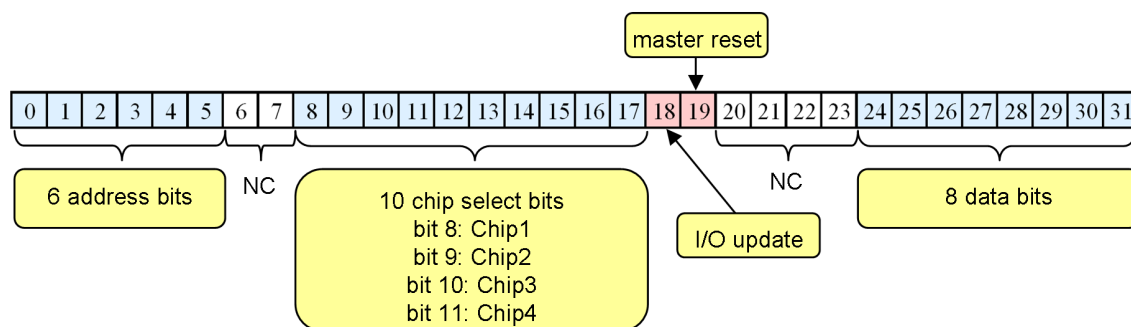 master reset
0 1 2 3 4 5 6 7 8 9 10 11 12 13 14 15 16 17 18 19 20 21 22 23 24 25 26 27 28 29 30 31
6 address bits
NC
10 chip select bits
bit 8: Chip1
bit 9: Chip2
bit 10: Chip3
bit 11: Chip4
I/O update
NC
8 data bits